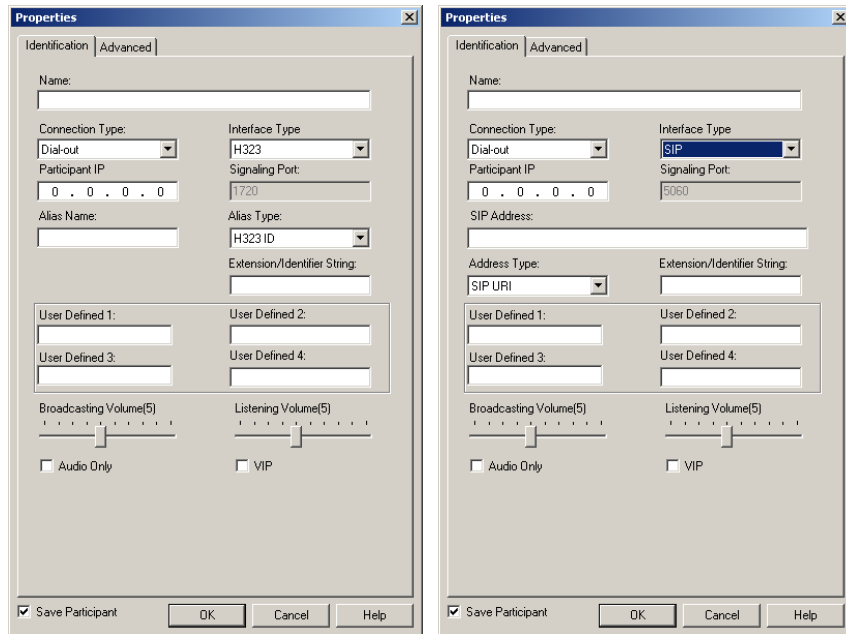 Properties
Identification Advanced
Name:
Connection Type: Interface Type
Dial-out H323
Participant IP Signaling Port:
0 . 0 . 0 . 0 1720
Alias Name: Alias Type:
H323 ID
Extension/Identifier String:
User Defined 1: User Defined 2:
User Defined 3: User Defined 4:
Broadcasting Volume(5) Listening Volume(5)
Audio Only VIP
Save Participant OK Cancel Help
Properties
Identification Advanced
Name:
Connection Type: Interface Type
Dial-out SIP
Participant IP Signaling Port:
0 . 0 . 0 . 0 5060
SIP Address:
Address Type: Extension/Identifier String:
SIP URI
User Defined 1: User Defined 2:
User Defined 3: User Defined 4:
Broadcasting Volume(5) Listening Volume(5)
Audio Only VIP
Save Participant OK Cancel Help